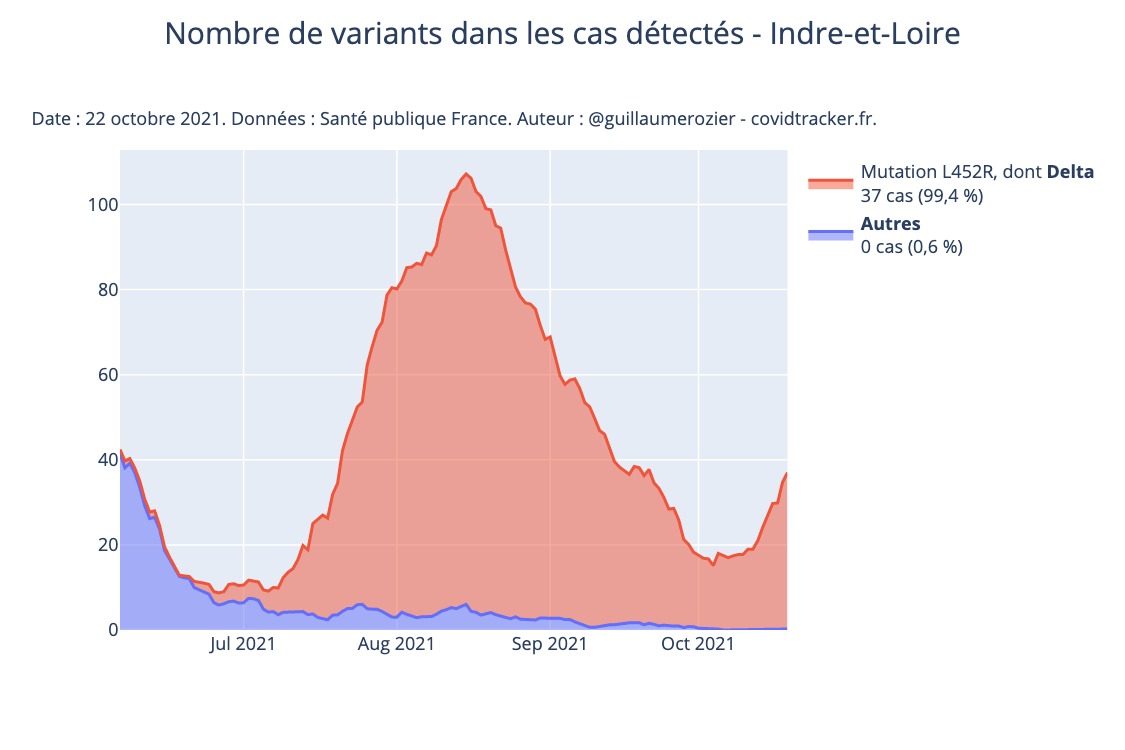 Nombre de variants dans les cas détectés - Indre-et-Loire
Date : 22 octobre 2021. Données : Santé publique France. Auteur : @guillaumerozier - covidtracker.fr.
Mutation L452R, dont Delta
37 cas (99,4 %)
Autres
0 cas (0,6 %)
100
80
60
40
20
0
Jul 2021
Aug 2021
Sep 2021
Oct 2021